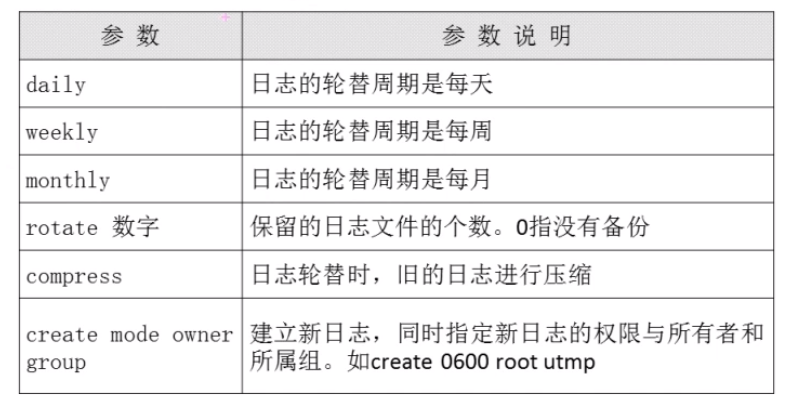 参 数 参 数 说 明
daily 日志的轮替周期是每天
weekly 日志的轮替周期是每周
monthly 日志的轮替周期是每月
rotate 数字 保留的日志文件的个数。0指没有备份
compress 日志轮替时，旧的日志进行压缩
create mode owner
group
建立新日志，同时指定新日志的权限与所有者和
所属组。如create 0600 root utmp